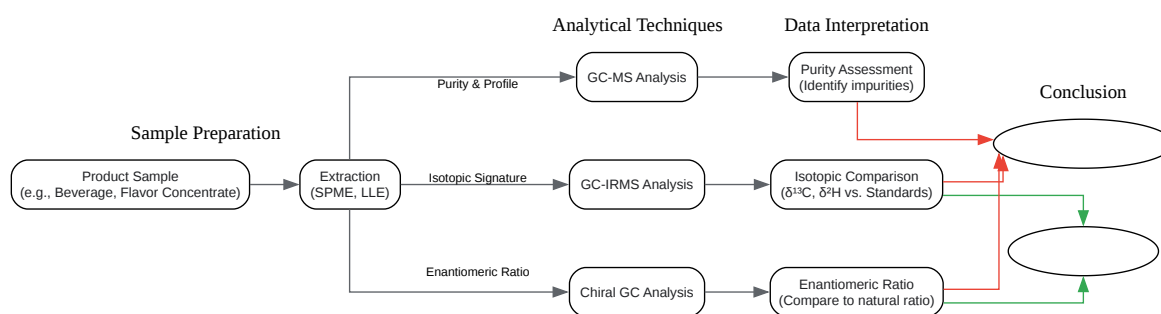 Analytical Techniques
Data Interpretation
GC-MS Analysis
Purity Assessment
(Identify impurities)
Purity & Profile
Conclusion
Sample Preparation
Product Sample
(e.g., Beverage, Flavor Concentrate)
Extraction
(SPME, LLE)
Isotopic Signature
GC-IRMS Analysis
Isotopic Comparison
(δ¹³C, δ²H vs. Standards)
Enantiomeric Ratio
Chiral GC Analysis
Enantiomeric Ratio
(Compare to natural ratio)